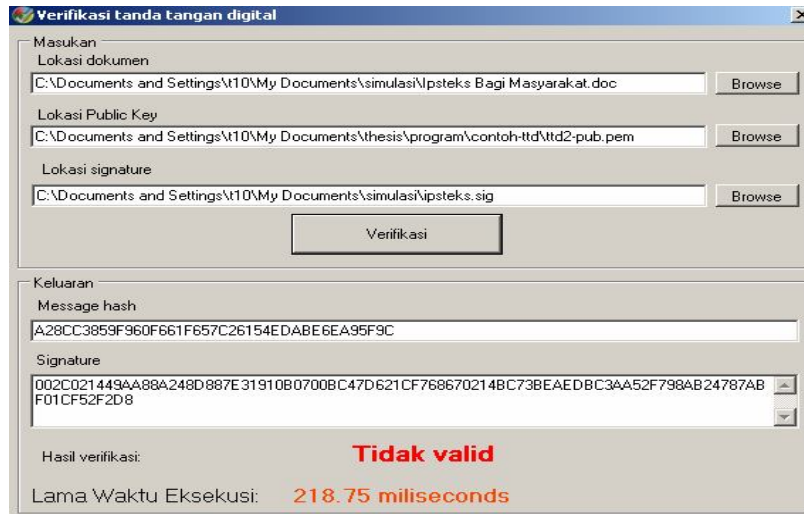 Verifikasi tanda tangan digital
Masukan
Lokasi dokumen
C:\Documents and Settings\t10\My Documents\simulasi\Ipsteks Bagi Masyarakat.doc
Browse
Lokasi Public Key
C:\Documents and Settings\t10\My Documents\thesis\program\contoh-ttd\ttd2-pub.pem
Browse
Lokasi signature
C:\Documents and Settings\t10\My Documents\simulasi\ipsteks.sig
Browse
Verifikasi
Keluaran
Message hash
A28CC3859F960F661F657C26154EDABE6EA95F9C
Signature
002C021449AA88A248D887E31910B0700BC47D621CF768670214BC73BEAEDBC3AA52F798AB24787AB
F01CF52F2D8
Hasil verifikasi:
Tidak valid
Lama Waktu Eksekusi:
218.75 miliseconds